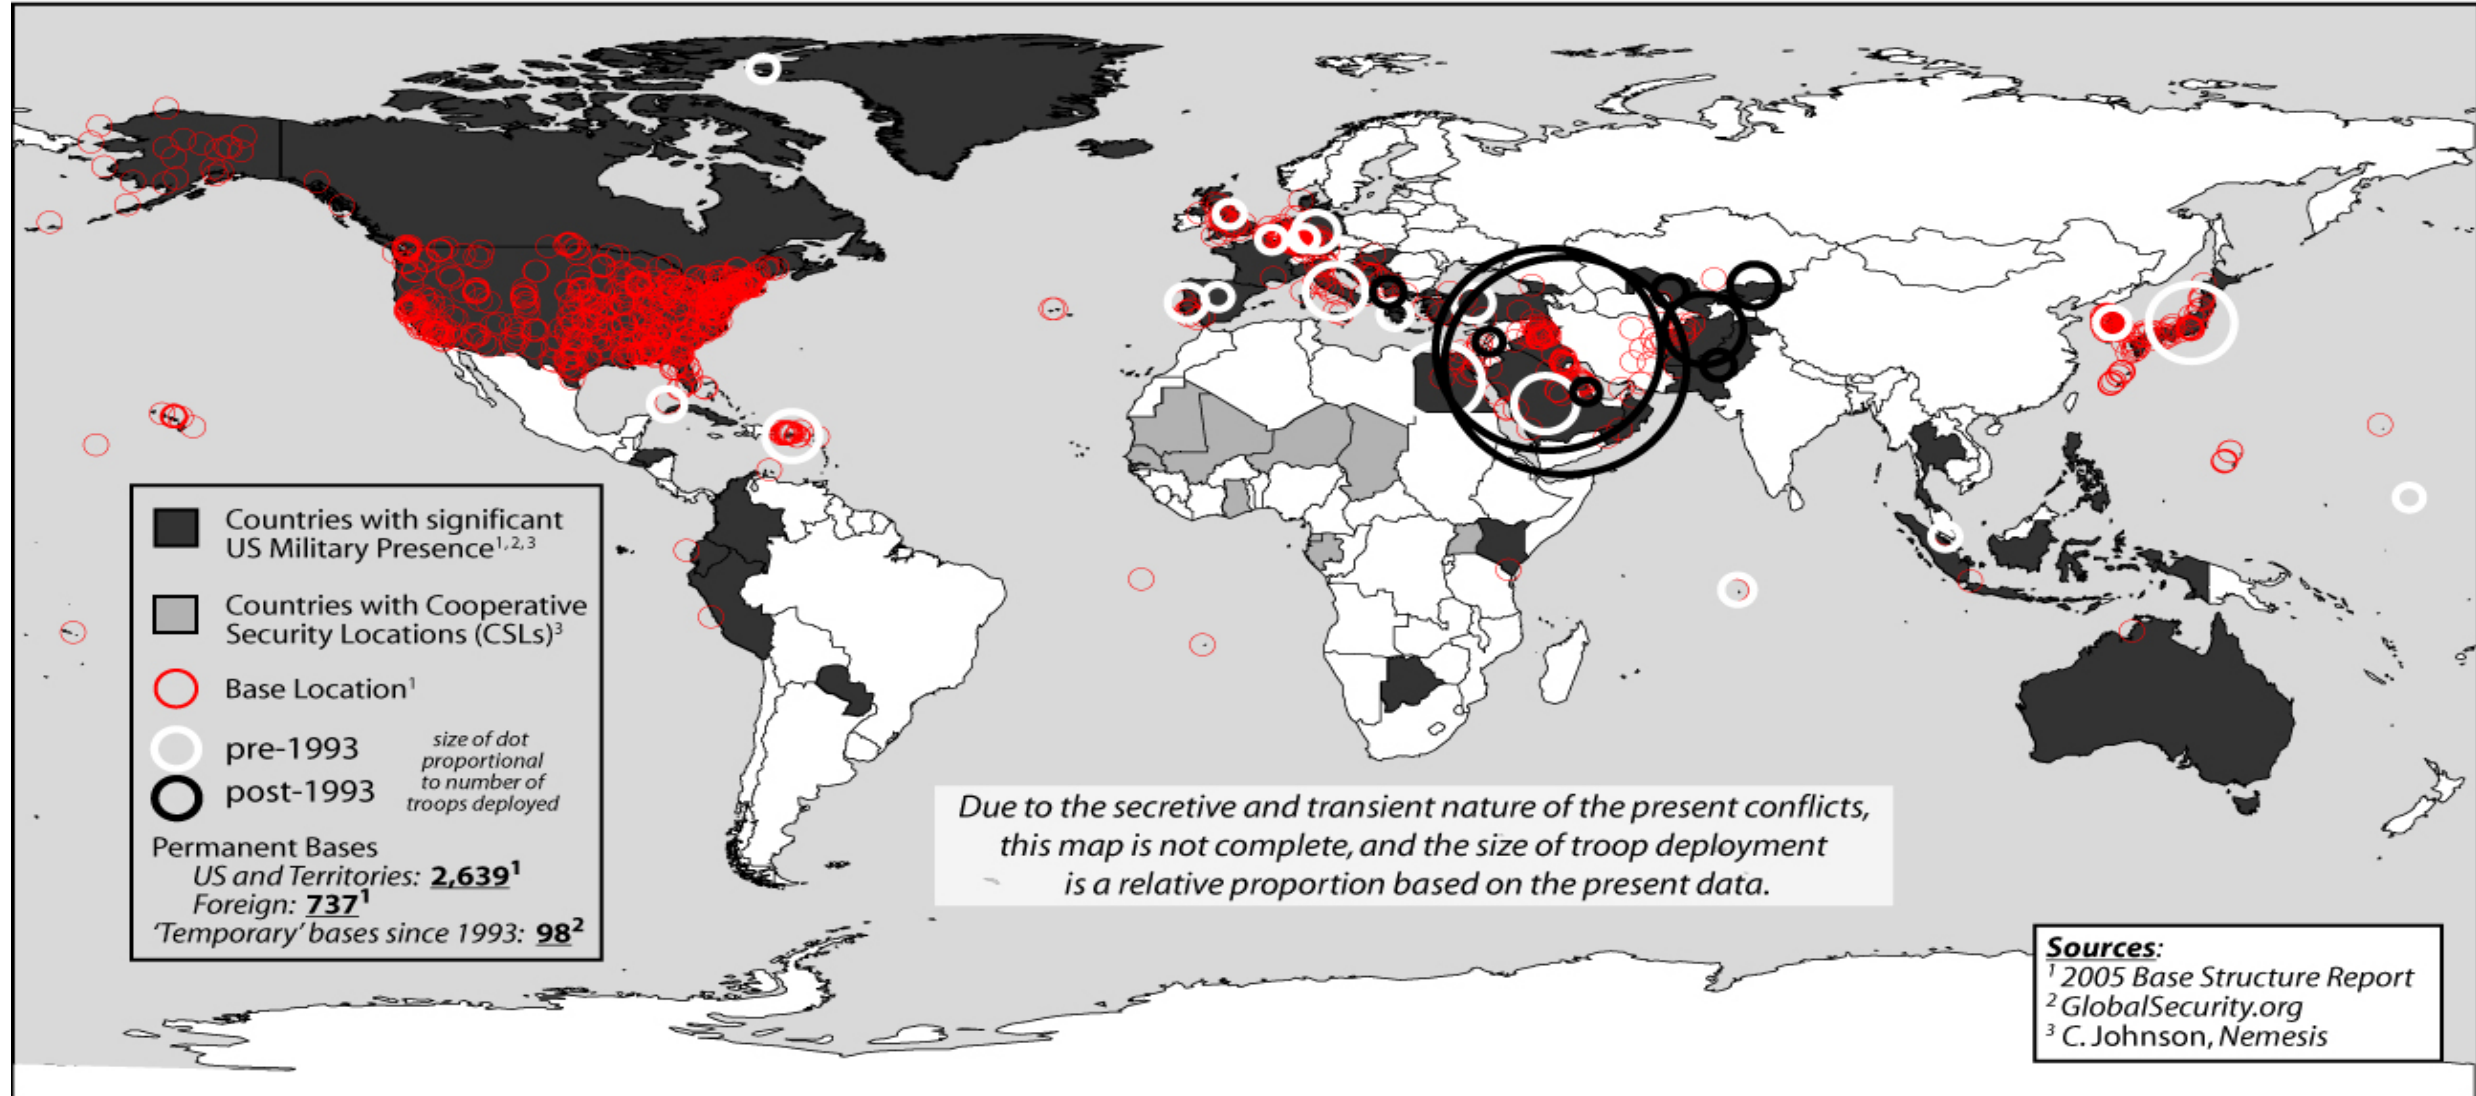 Countries with significant
US Military Presence1,2,3
Countries with Cooperative
Security Locations (CSLs)3
Base Location1
pre-1993
post-1993
size of dot
proportional
to number of
troops deployed
Permanent Bases
US and Territories: 2,6391
Foreign: 7371
'Temporary' bases since 1993: 982
Due to the secretive and transient nature of the present conflicts,
this map is not complete, and the size of troop deployment
is a relative proportion based on the present data.
Sources:
1 2005 Base Structure Report
2 GlobalSecurity.org
3 C. Johnson, Nemesis